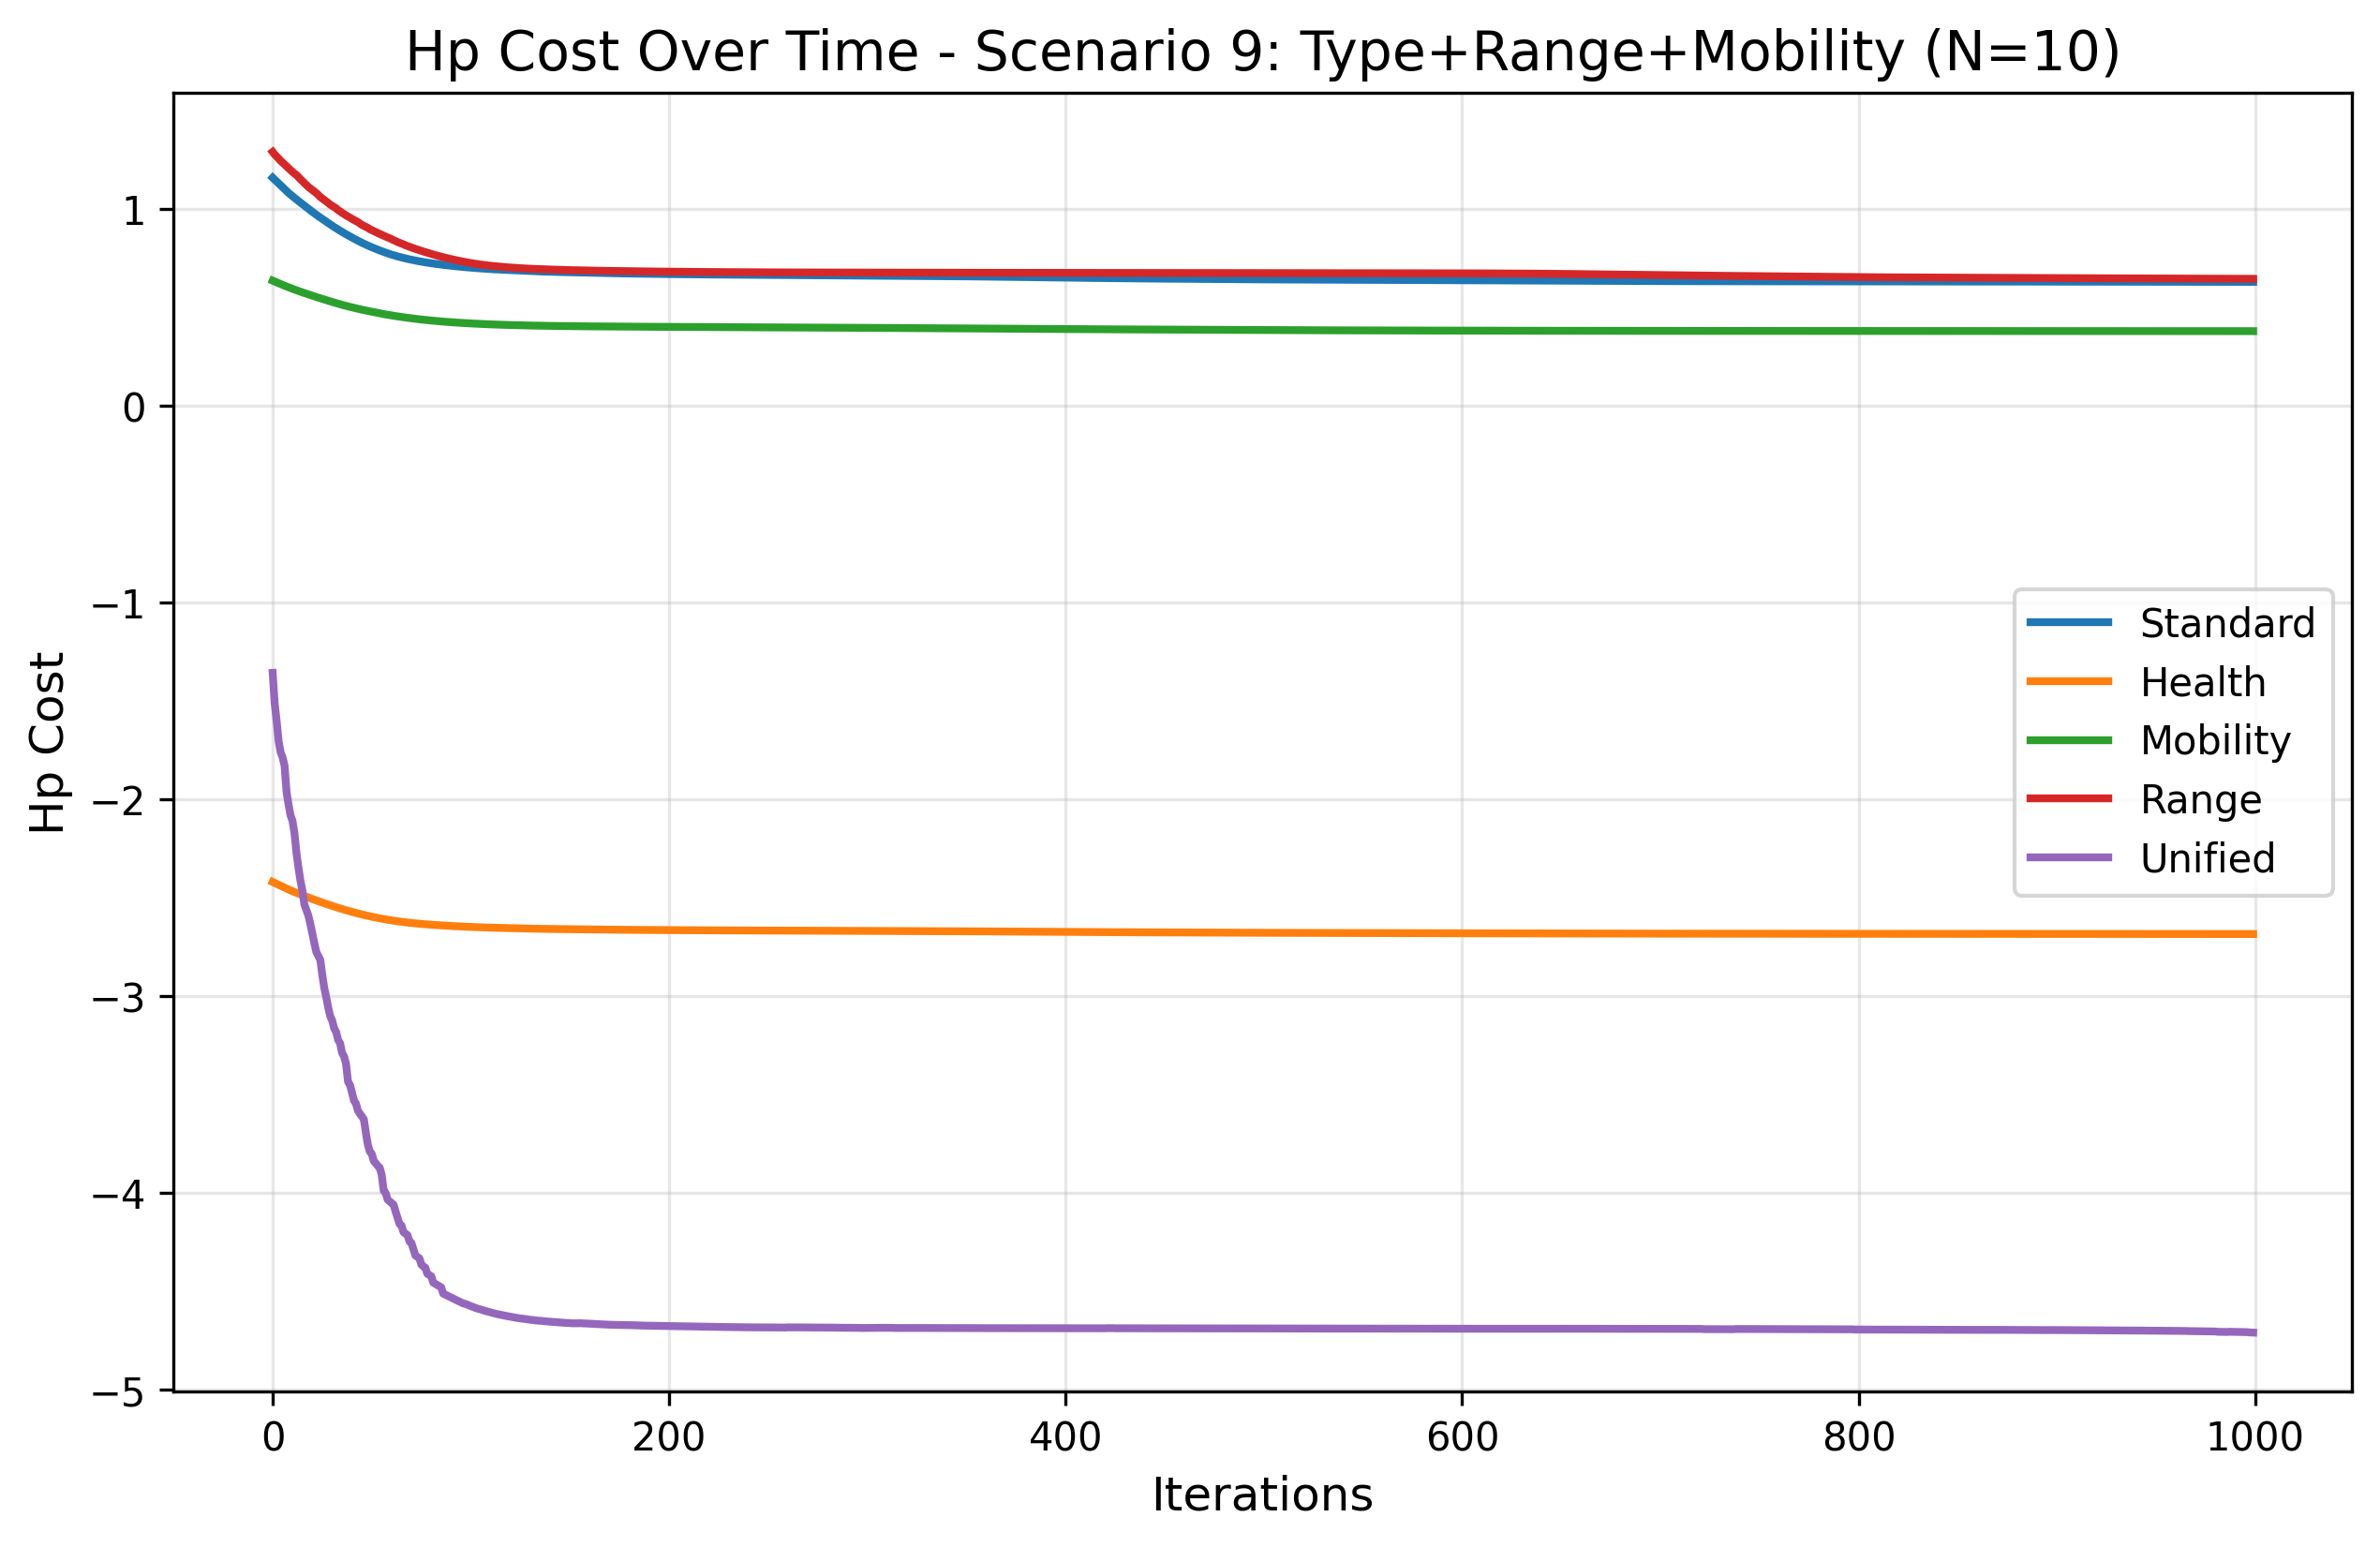 Hp Cost Over Time - Scenario 9: Type+Range+Mobility (N=10)
Hp Cost
1
0
−1
−2
−3
−4
−5
Standard
Health
Mobility
Range
Unified
0 200 400 600 800 1000
Iterations